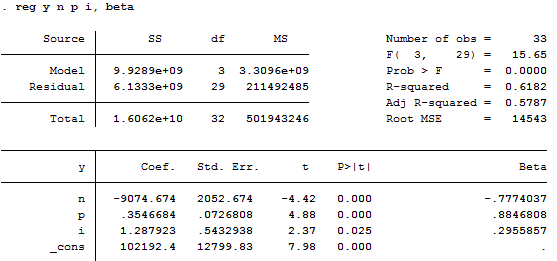 . reg y n p i, beta
Source SS df MS Number of obs = 33
F( 3, 29) = 15.65
Model 9.9289e+09 3 3.3096e+09 Prob > F = 0.0000
Residual 6.1333e+09 29 211492485 R-squared = 0.6182
Adj R-squared = 0.5787
Total 1.6062e+10 32 501943246 Root MSE = 14543
y Coef. Std. Err. t P>|t| Beta
n -9074.674 2052.674 -4.42 0.000 -.7774037
p .3546684 .0726808 4.88 0.000 .8846808
i 1.287923 .5432938 2.37 0.025 .2955857
_cons 102192.4 12799.83 7.98 0.000 .